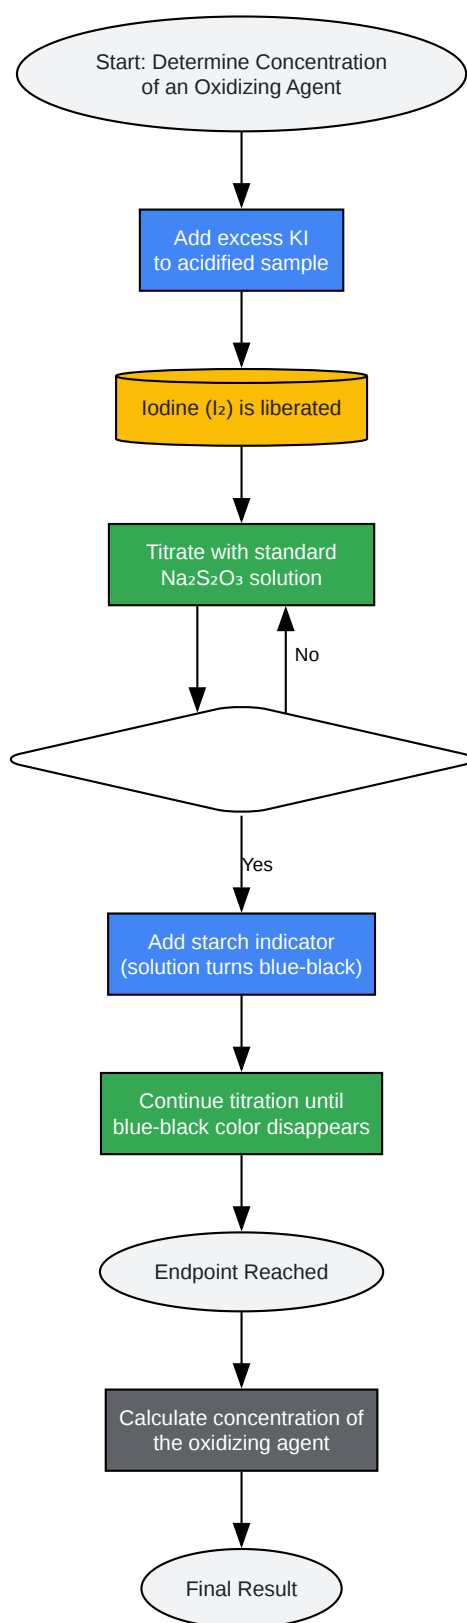 Start: Determine Concentration
of an Oxidizing Agent
Add excess KI
to acidified sample
Iodine (I₂) is liberated
Titrate with standard
Na₂S₂O₃ solution
No
Yes
Add starch indicator
(solution turns blue-black)
Continue titration until
blue-black color disappears
Endpoint Reached
Calculate concentration of
the oxidizing agent
Final Result